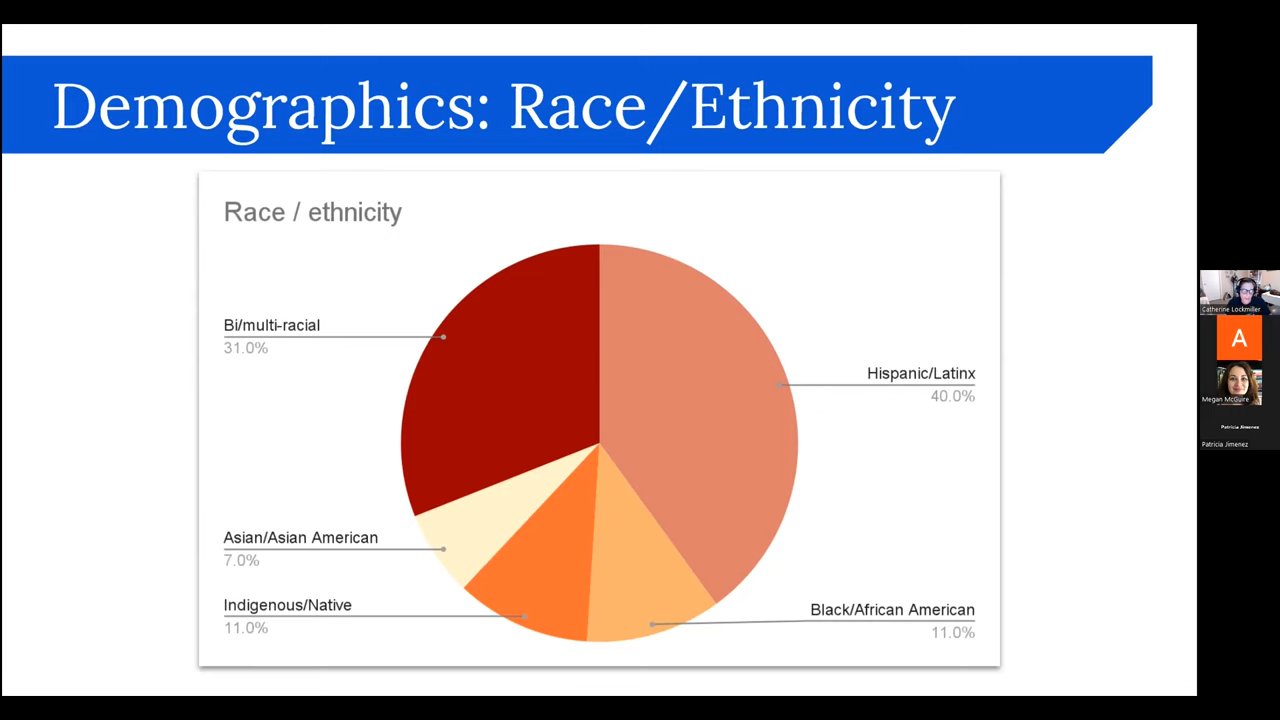 Demographics: Race/Ethnicity
Race / ethnicity
Bi/multi-racial
31.0%
Hispanic/Latinx
40.0%
Asian/Asian American
7.0%
Indigenous/Native
11.0%
Black/African American
11.0%
Catherine Lockmiller
A
Megan McGuire
Patricia Jimenez
Patricia Jimenez